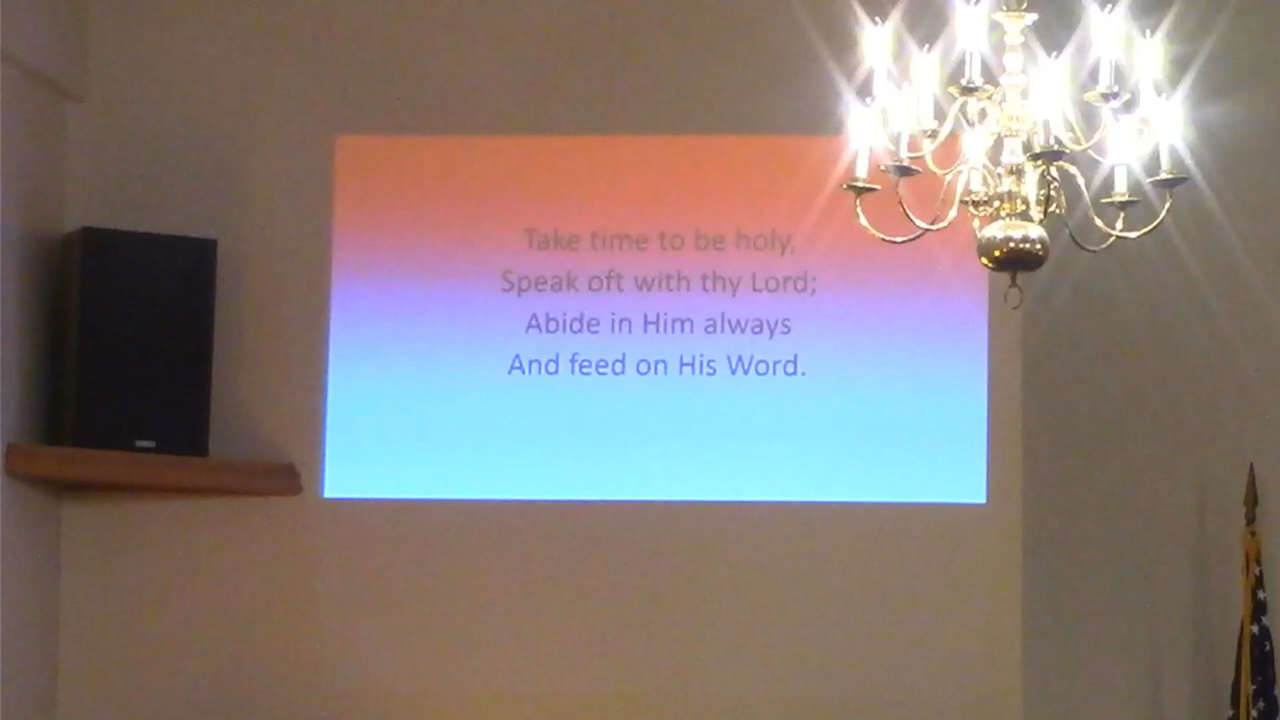 Take time to be holy,
Speak oft with thy Lord;
Abide in Him always
And feed on His Word.